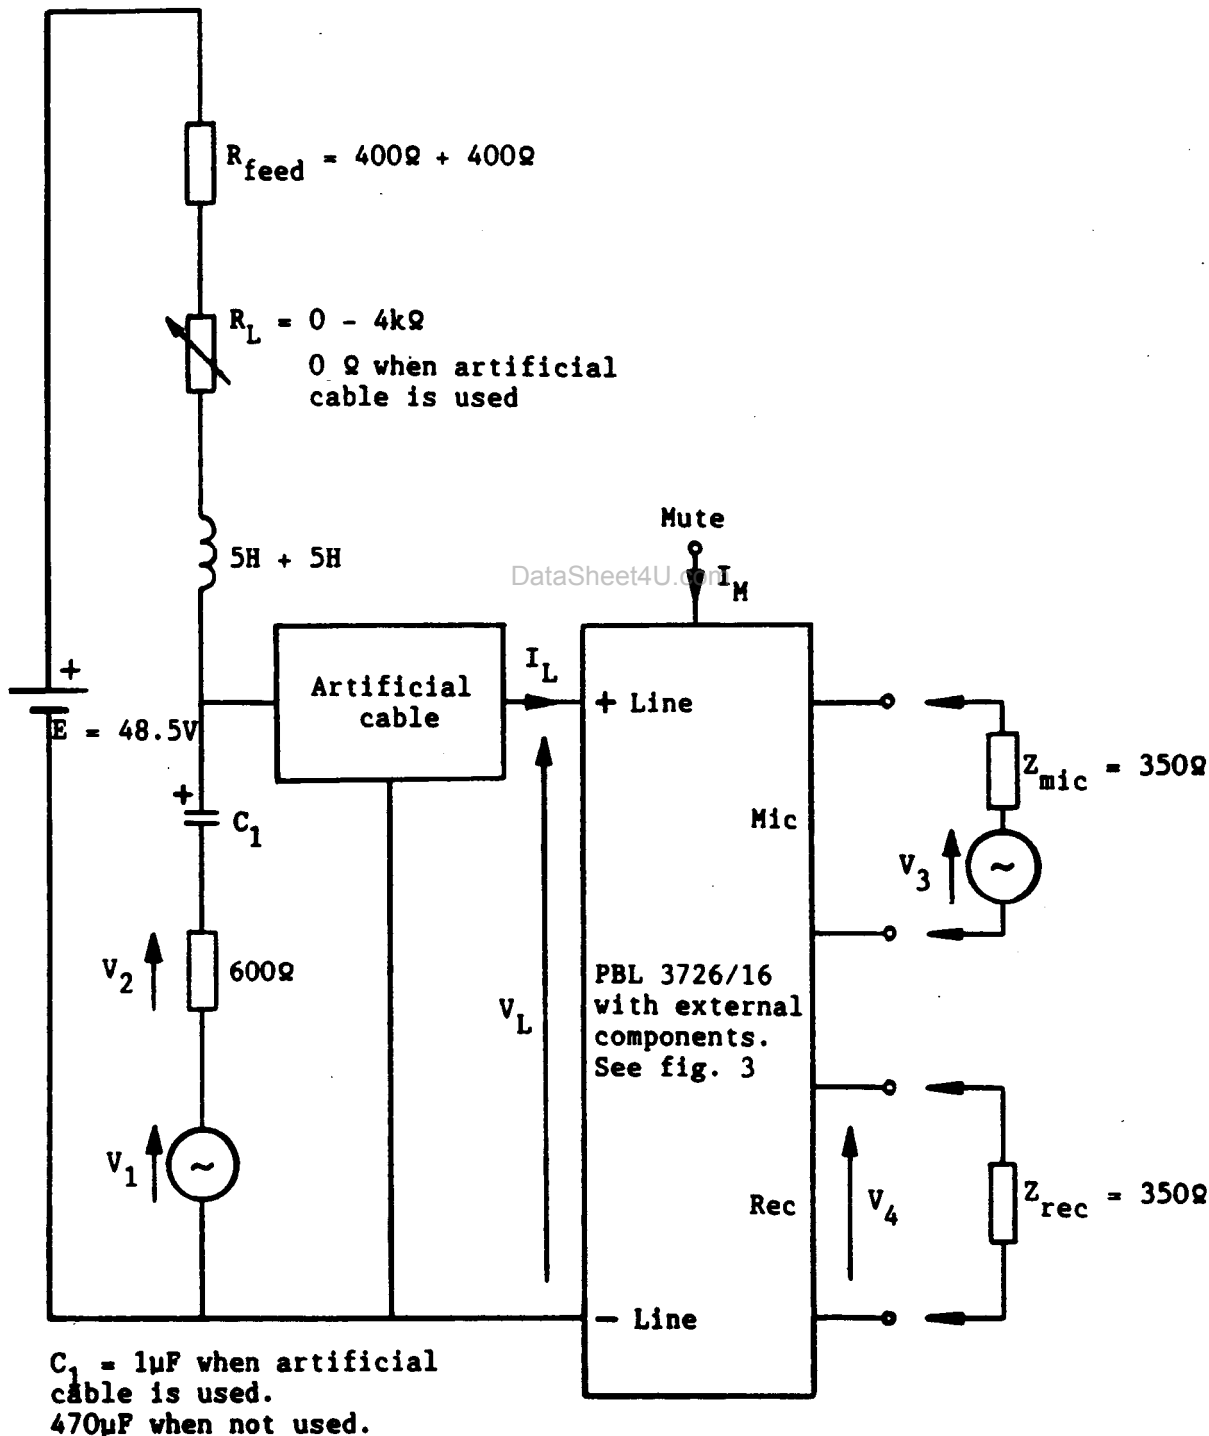 R_feed = 400Ω + 400Ω
R_L = 0 - 4kΩ
0 Ω when artificial
cable is used
5H + 5H
Mute
DataSheet4U.com
I_M
Artificial
cable
I_L
+ Line
+
E = 48.5V
+
C_1
Z_mic = 350Ω
Mic
V_3
~
V_2
600Ω
V_L
PBL 3726/16
with external
components.
See fig. 3
V_1
~
Rec
V_4
Z_rec = 350Ω
- Line
C_1 = 1μF when artificial
cable is used.
470μF when not used.